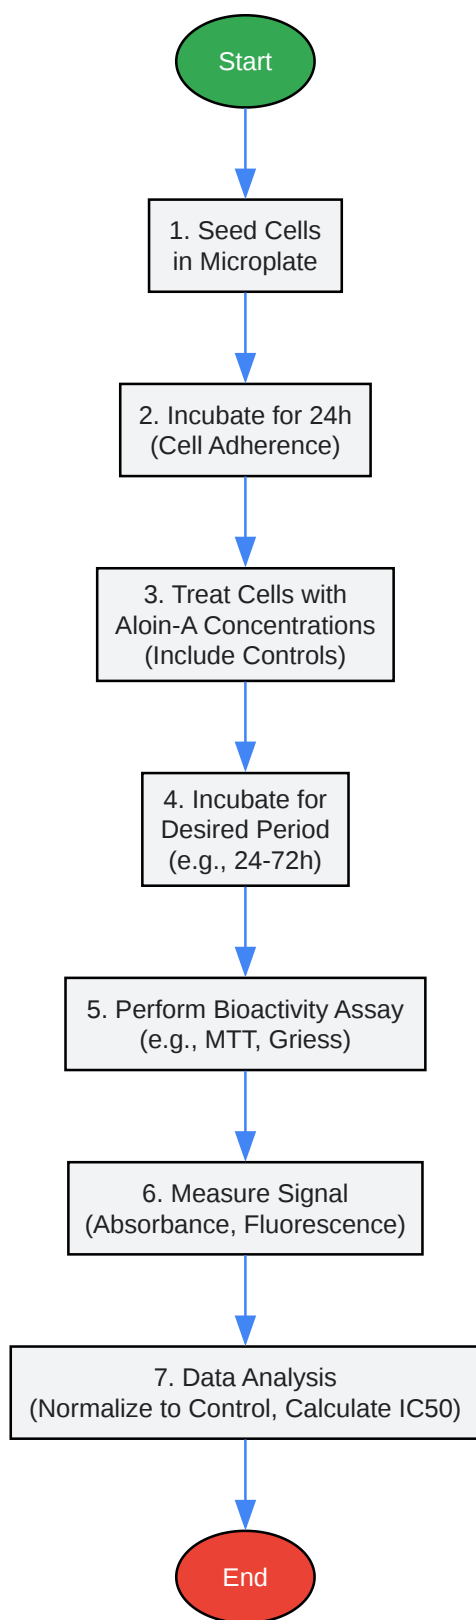 Start
1. Seed Cells
in Microplate
2. Incubate for 24h
(Cell Adherence)
3. Treat Cells with
Aloin-A Concentrations
(Include Controls)
4. Incubate for
Desired Period
(e.g., 24-72h)
5. Perform Bioactivity Assay
(e.g., MTT, Griess)
6. Measure Signal
(Absorbance, Fluorescence)
7. Data Analysis
(Normalize to Control, Calculate IC50)
End